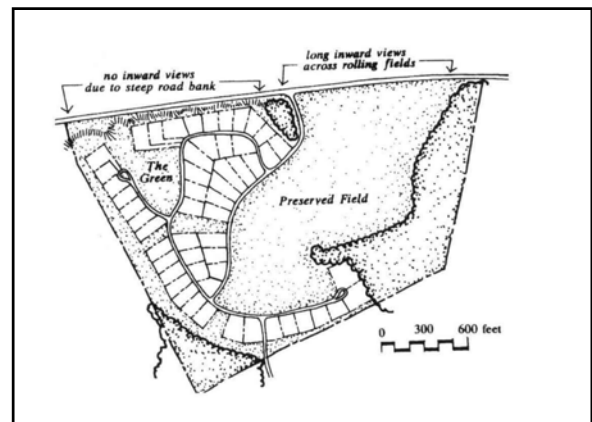 no inward views
due to steep road bank
long inward views
across rolling fields
The
Green
Preserved Field
0 300 600 feet